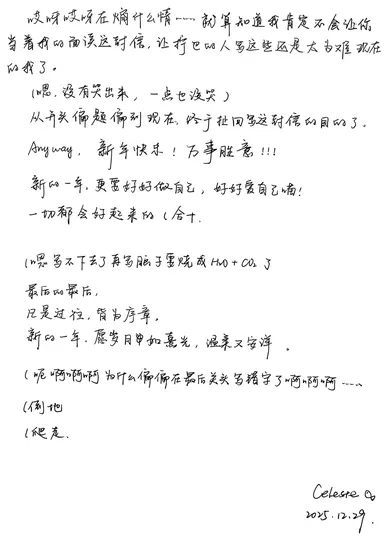 哎呀哎呀在煽什么情……就算知道我肯定不会让你
当着我的面读这封信，让打包的人写这些还是太为难现在
的我了。
（嗯，没有笑出来，一点也没笑）
从开头偏题偏到现在，终于扯回写这封信的目的了。
Anyway，新年快乐！万事胜意!!!
新的一年，更要好好做自己，好好爱自己喵!
一切都会好起来的（合十.
（嗯写不下去了再写脑子要烧成H₂O+CO₂了
最后的最后，
凡是过往，皆为序章。
新的一年，愿岁月如晨光，温柔又安详。
（呃啊啊啊为什么偏偏在最后关头写错字了啊啊啊……
（倒地
（爬走.
Celeste
2025.12.29.